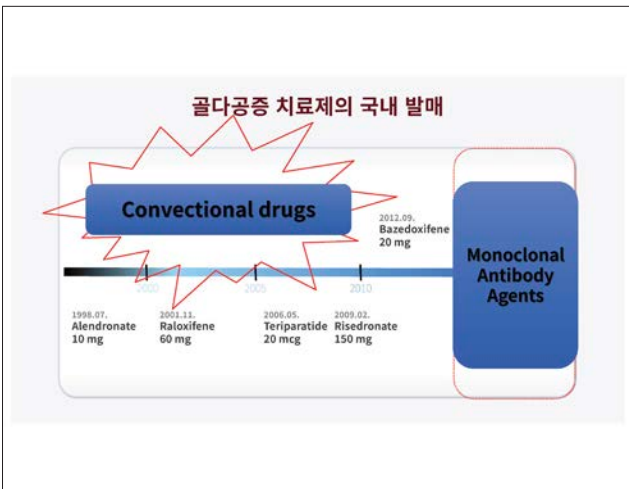 골다공증 치료제의 국내 발매
Convectional drugs
2012.09.
Bazedoxifene
20 mg
Monoclonal
Antibody
Agents
2000
2005
2010
1998.07.
Alendronate
10 mg
2001.11.
Raloxifene
60 mg
2006.05.
Teriparatide
20 mcg
2009.02.
Risedronate
150 mg